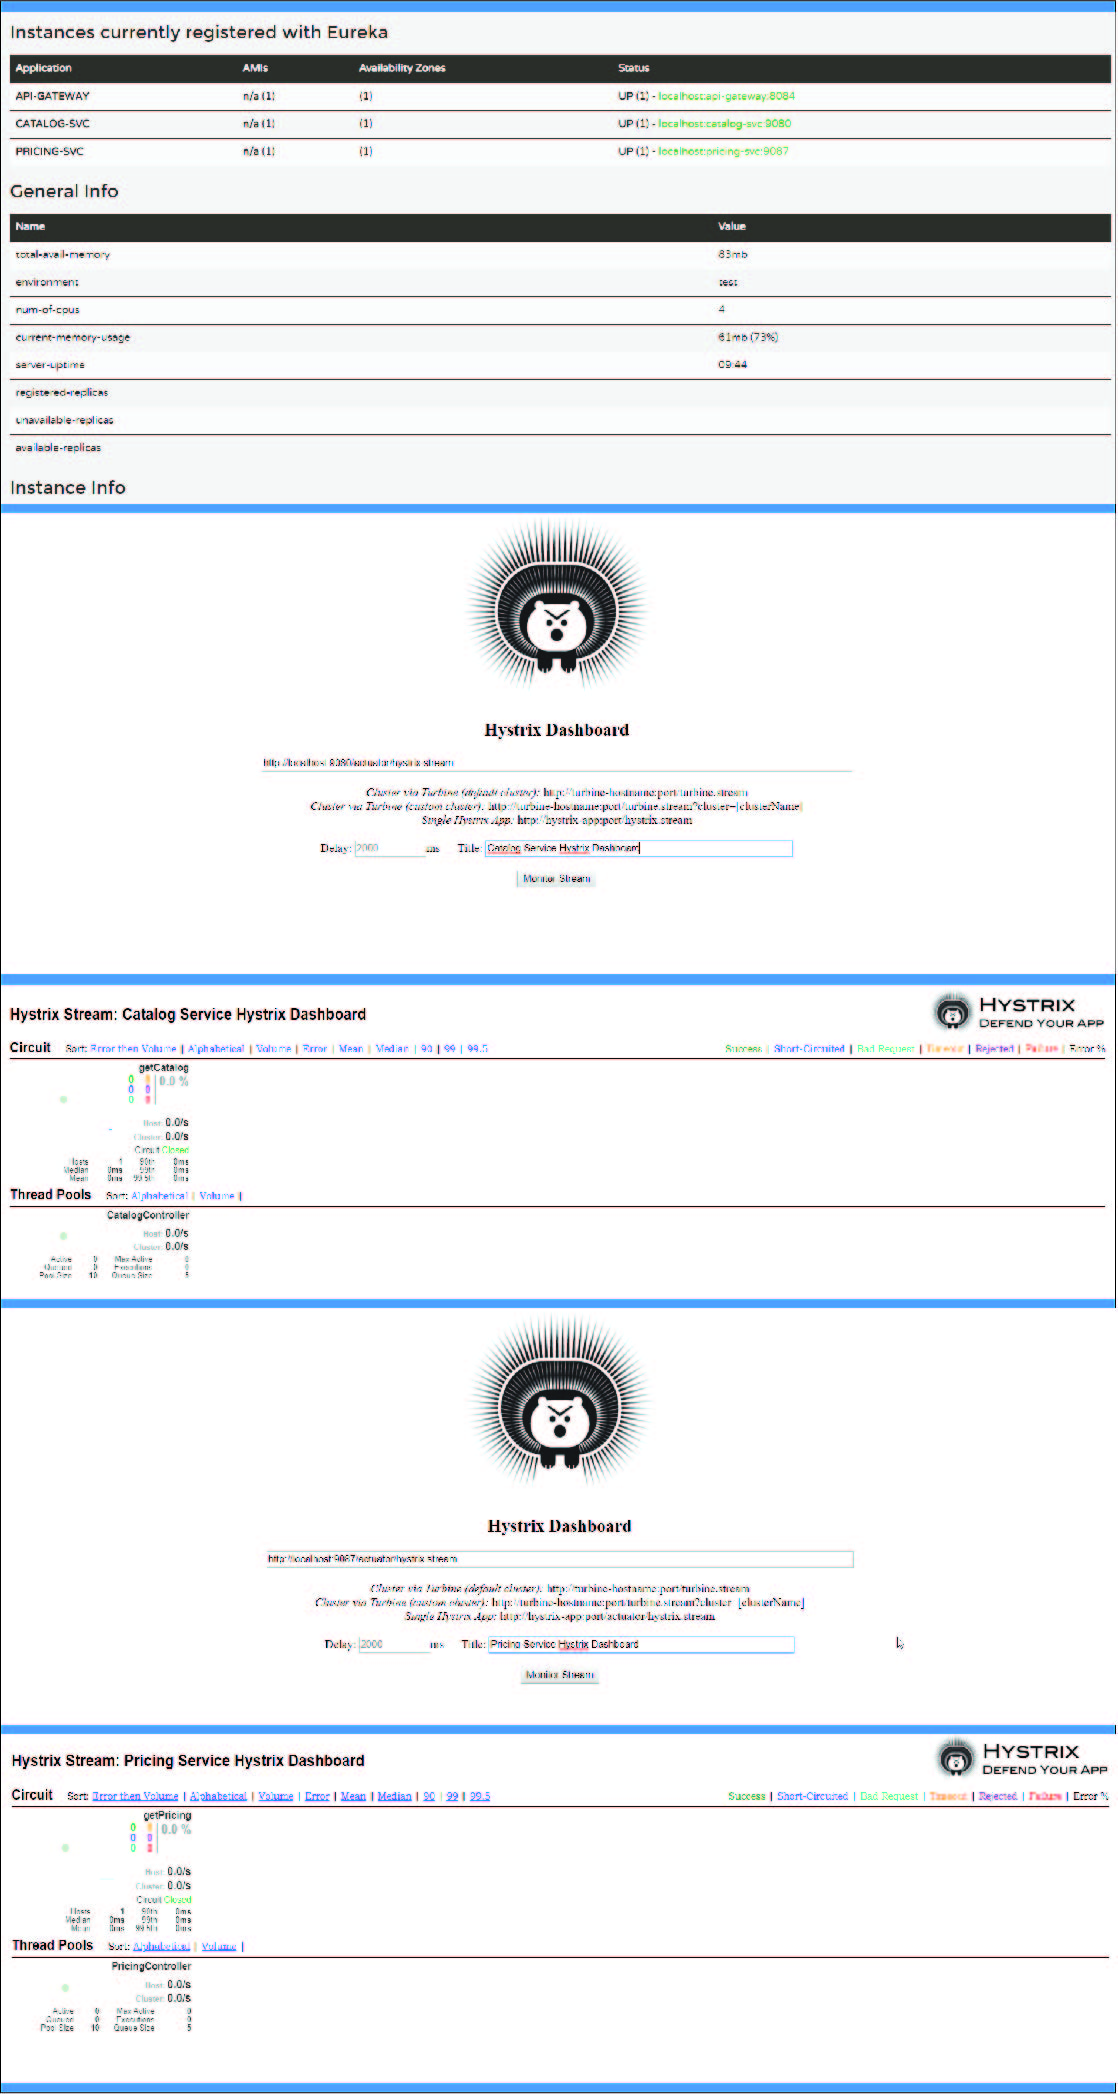 Instances currently registered with Eureka
Application AMIs Availability Zones Status
API-GATEWAY n/a (1) (1) UP (1) - localhost:api-gateway:8084
CATALOG-SVC n/a (1) (1) UP (1) - localhost:catalog-svc:9080
PRICING-SVC n/a (1) (1) UP (1) - localhost:pricing-svc:9087
General Info
Name Value
total-avail-memory 83mb
environment test
num-of-cpus 4
current-memory-usage 61mb (73%)
server-uptime 09:44
registered-replicas
unavailable-replicas
available-replicas
Instance Info
Hystrix Dashboard
http://localhost:9080/actuator/hystrix.stream
Cluster via Turbine (default cluster): http://turbine-hostname:port/turbine.stream
Cluster via Turbine (custom cluster): http://turbine-hostname:port/turbine.stream?cluster=[clusterName]
Single Hystrix App: http://hystrix-app:port/hystrix.stream
Delay: 2000 ms Title: Catalog Service Hystrix Dashboard
Monitor Stream
Hystrix Stream: Catalog Service Hystrix Dashboard
HYSTRIX
DEFEND YOUR APP
Circuit Sort: Error then Volume | Alphabetical | Volume | Error | Mean | Median | 90 | 99 | 99.5
Success | Short-Circuited | Bad Request | Timeout | Rejected | Failure | Error %
getCatalog
0 0 0.0 %
0 0
0 0
Host: 0.0/s
Cluster: 0.0/s
Circuit Closed
Hosts 1 90th 0ms
Median 0ms 99th 0ms
Mean 0ms 99.5th 0ms
Thread Pools Sort: Alphabetical | Volume |
CatalogController
Host: 0.0/s
Cluster: 0.0/s
Active 0 Max Active 0
Queued 0 Executions 0
Pool Size 10 Queue Size 5
Hystrix Dashboard
http://localhost:9087/actuator/hystrix.stream
Cluster via Turbine (default cluster): http://turbine-hostname:port/turbine.stream
Cluster via Turbine (custom cluster): http://turbine-hostname:port/turbine.stream?cluster=[clusterName]
Single Hystrix App: http://hystrix-app:port/actuator/hystrix.stream
Delay: 2000 ms Title: Pricing Service Hystrix Dashboard
Monitor Stream
Hystrix Stream: Pricing Service Hystrix Dashboard
HYSTRIX
DEFEND YOUR APP
Circuit Sort: Error then Volume | Alphabetical | Volume | Error | Mean | Median | 90 | 99 | 99.5
Success | Short-Circuited | Bad Request | Timeout | Rejected | Failure | Error %
getPricing
0 0 0.0 %
0 0
0 0
Host: 0.0/s
Cluster: 0.0/s
Circuit Closed
Hosts 1 90th 0ms
Median 0ms 99th 0ms
Mean 0ms 99.5th 0ms
Thread Pools Sort: Alphabetical | Volume |
PricingController
Host: 0.0/s
Cluster: 0.0/s
Active 0 Max Active 0
Queued 0 Executions 0
Pool Size 10 Queue Size 5